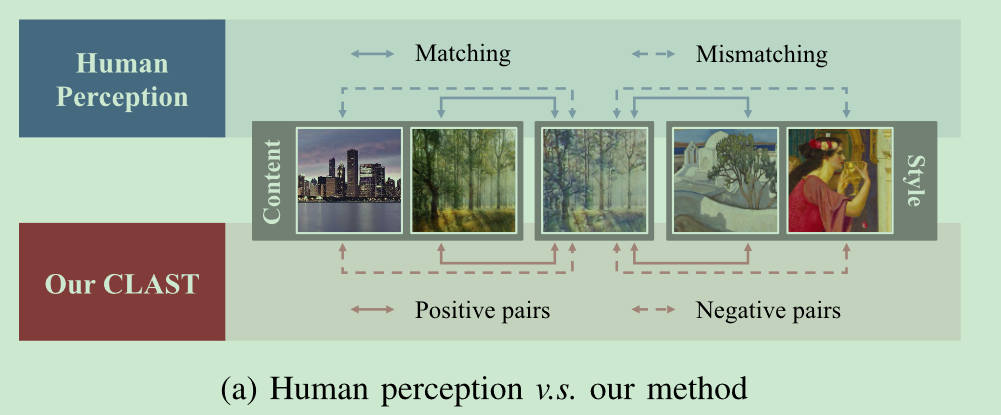 Human
Perception
Matching
Mismatching
Content
Style
Our CLAST
Positive pairs
Negative pairs
(a) Human perception v.s. our method